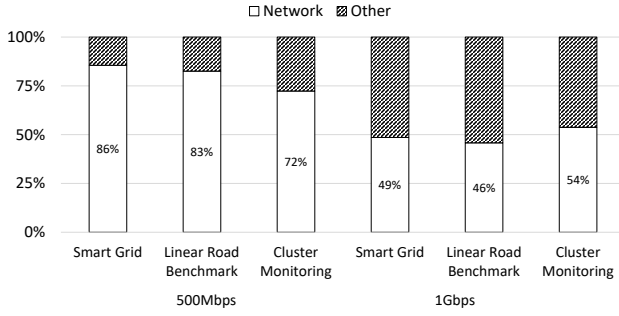 Network Other
100%
75%
50%
25%
0%
86% 83% 72% 49% 46% 54%
Smart Grid Linear Road Cluster Smart Grid Linear Road Cluster
Benchmark Monitoring Benchmark Monitoring
500Mbps 1Gbps